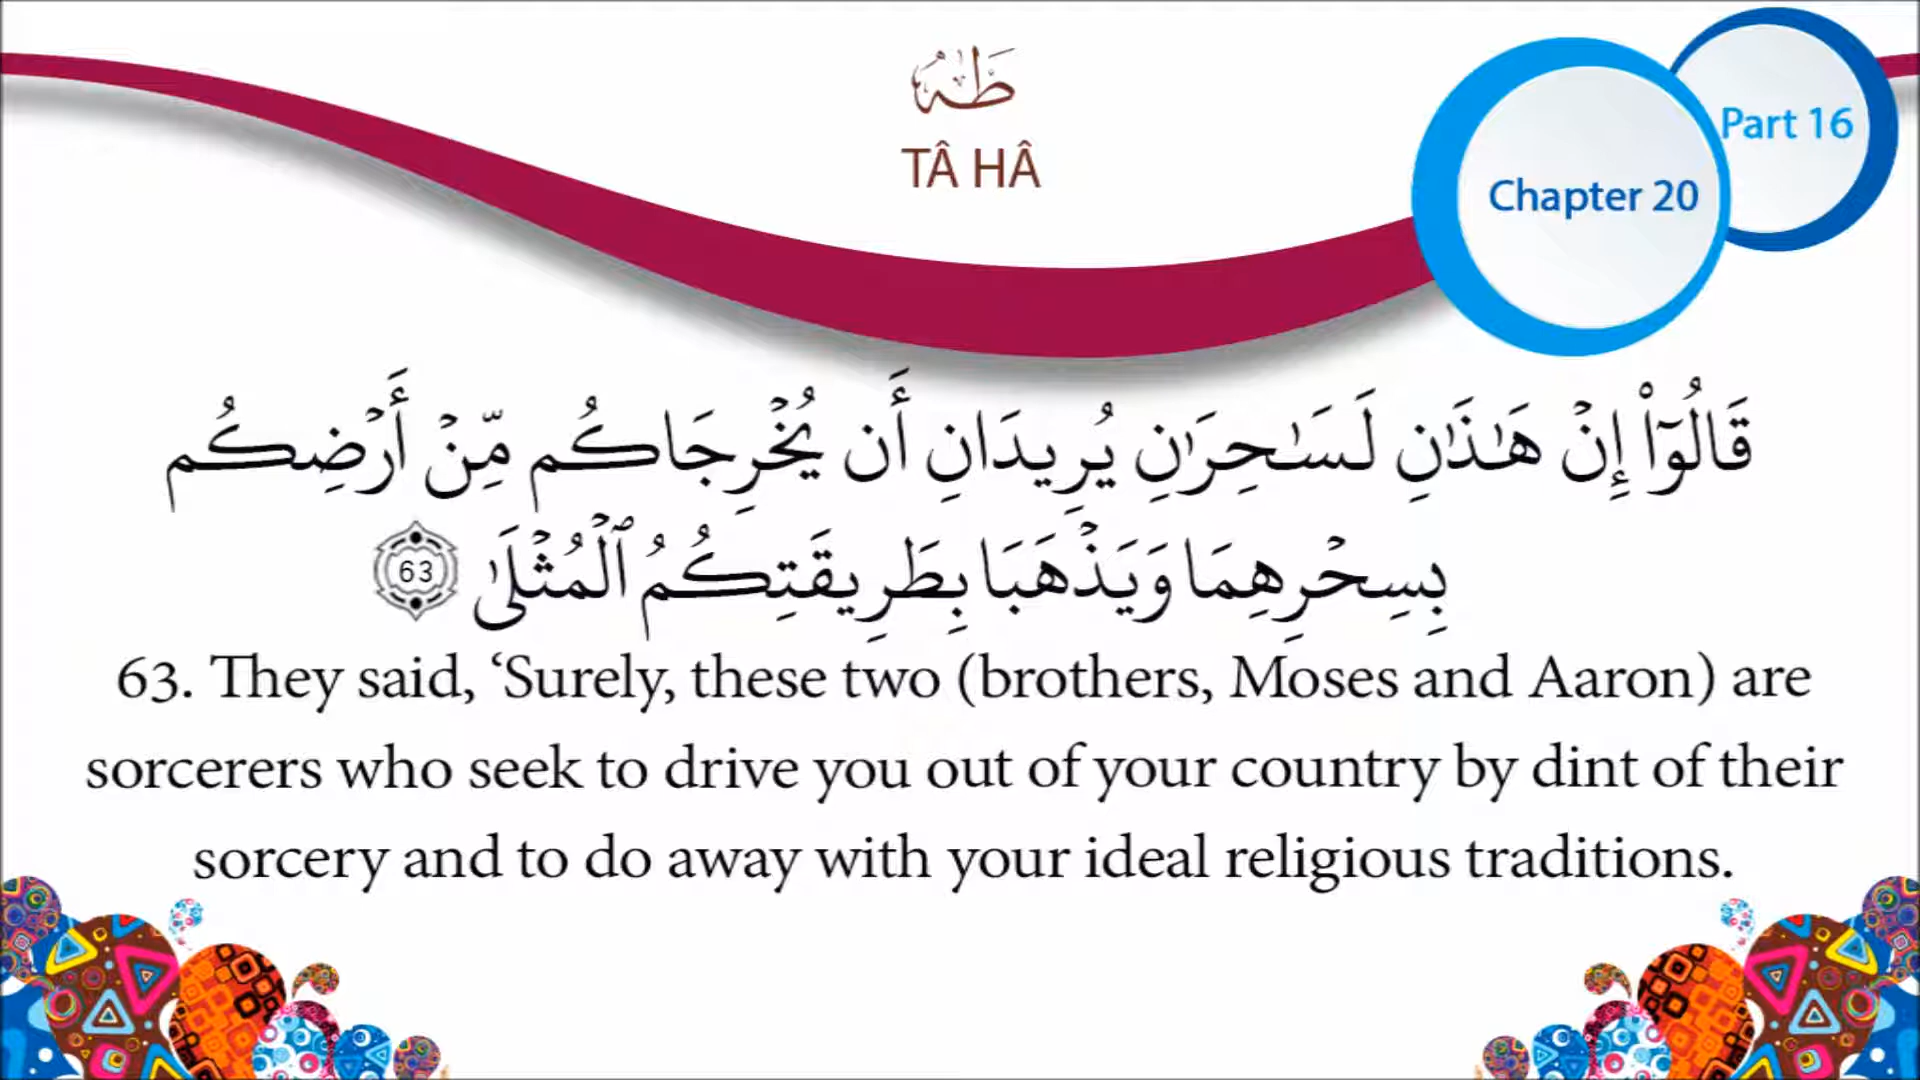 طه
TÂ HÂ
Part 16
Chapter 20
قَالُوٓا۟ إِنْ هَـٰذَٰنِ لَسَـٰحِرَٰنِ يُرِيدَانِ أَن يُخْرِجَاكُم مِّنْ أَرْضِكُم
بِسِحْرِهِمَا وَيَذْهَبَا بِطَرِيقَتِكُمُ ٱلْمُثْلَىٰ 63
63. They said, ‘Surely, these two (brothers, Moses and Aaron) are
sorcerers who seek to drive you out of your country by dint of their
sorcery and to do away with your ideal religious traditions.